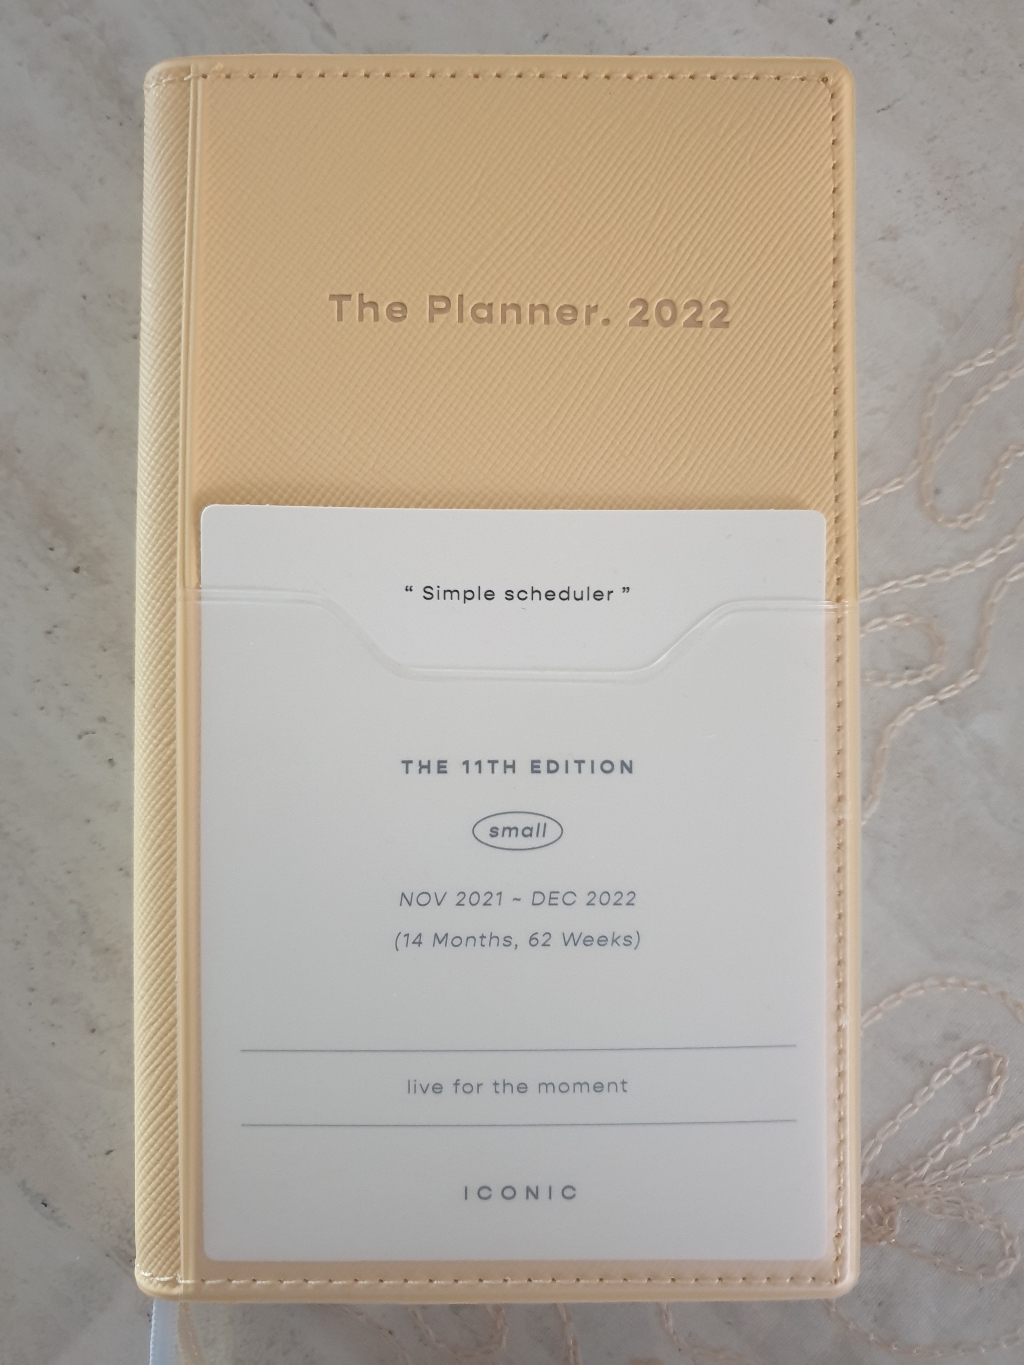 The Planner. 2022
“ Simple scheduler ”
THE 11TH EDITION
small
NOV 2021 ~ DEC 2022
(14 Months, 62 Weeks)
live for the moment
ICONIC